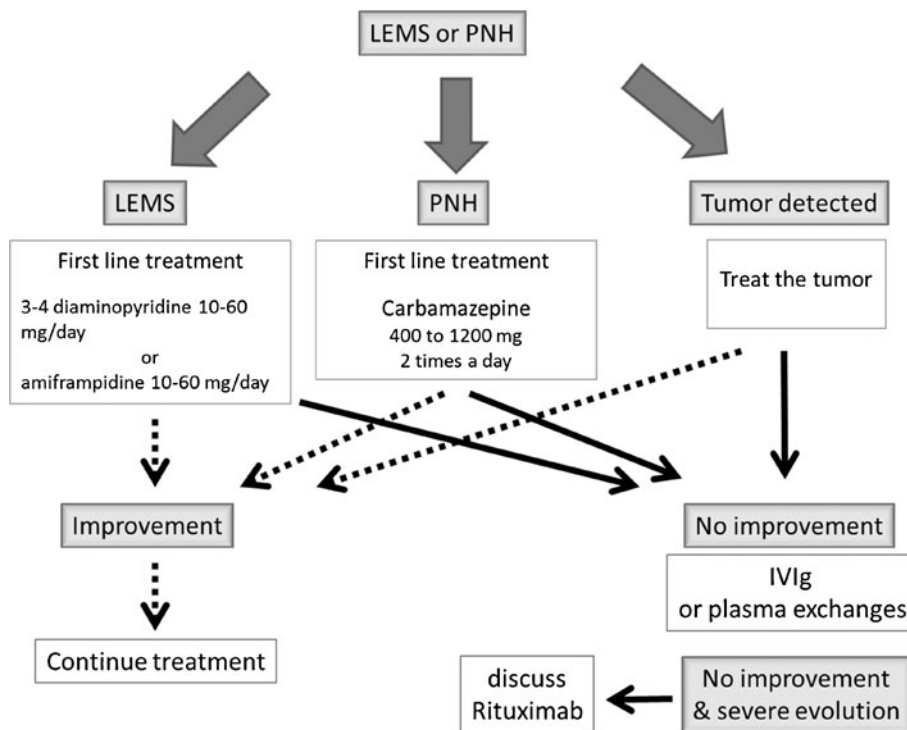 LEMS or PNH
LEMS
First line treatment
3-4 diaminopyridine 10-60
mg/day
or
amiframpidine 10-60 mg/day
PNH
First line treatment
Carbamazepine
400 to 1200 mg
2 times a day
Tumor detected
Treat the tumor
Improvement
Continue treatment
No improvement
IVIg
or plasma exchanges
No improvement
& severe evolution
discuss
Rituximab